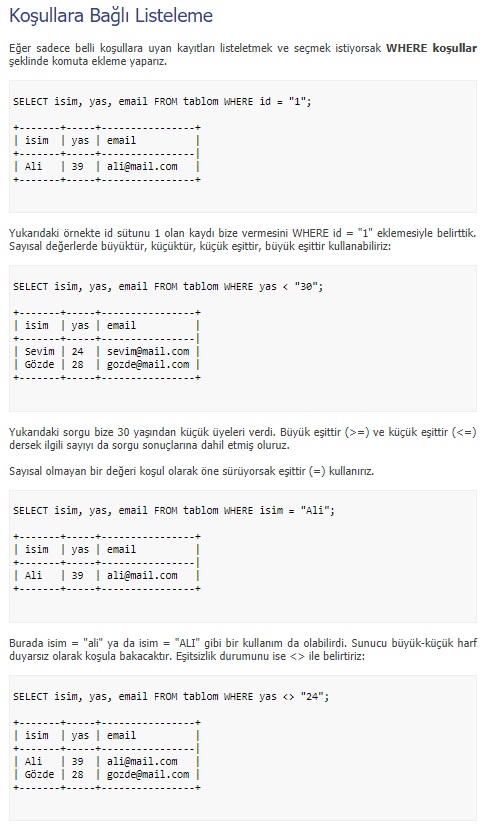 Koşullara Bağlı Listeleme
Eğer sadece belli koşullara uyan kayıtları listeletmek ve seçmek istiyorsak WHERE koşullar
şeklinde komuta ekleme yaparız.
SELECT isim, yas, email FROM tablom WHERE id = "1";
+-------+-----+---------------+
| isim  | yas | email         |
+-------+-----+---------------|
| Ali   | 39  | ali@mail.com  |
+-------+-----+---------------+
Yukarıdaki örnekte id sütunu 1 olan kaydı bize vermesini WHERE id = "1" eklemesiyle belirttik.
Sayısal değerlerde büyüktür, küçüktür, küçük eşittir, büyük eşittir kullanabiliriz:
SELECT isim, yas, email FROM tablom WHERE yas < "30";
+-------+-----+---------------+
| isim  | yas | email         |
+-------+-----+---------------|
| Sevim | 24  | sevim@mail.com |
| Gözde | 28  | gozde@mail.com |
+-------+-----+---------------+
Yukarıdaki sorgu bize 30 yaşından küçük üyeleri verdi. Büyük eşittir (>=) ve küçük eşittir (<=)
dersek ilgili sayıyı da sorgu sonuçlarına dahil etmiş oluruz.
Sayısal olmayan bir değeri koşul olarak öne sürüyorsak eşittir (=) kullanırız.
SELECT isim, yas, email FROM tablom WHERE isim = "Ali";
+-------+-----+---------------+
| isim  | yas | email         |
+-------+-----+---------------|
| Ali   | 39  | ali@mail.com  |
+-------+-----+---------------+
Burada isim = "ali" ya da isim = "ALI" gibi bir kullanım da olabilirdi. Sunucu büyük-küçük harf
duyarsız olarak koşula bakacaktır. Eşitsizlik durumunu ise <> ile belirtiriz:
SELECT isim, yas, email FROM tablom WHERE yas <> "24";
+-------+-----+---------------+
| isim  | yas | email         |
+-------+-----+---------------|
| Ali   | 39  | ali@mail.com  |
| Gözde | 28  | gozde@mail.com |
+-------+-----+---------------+